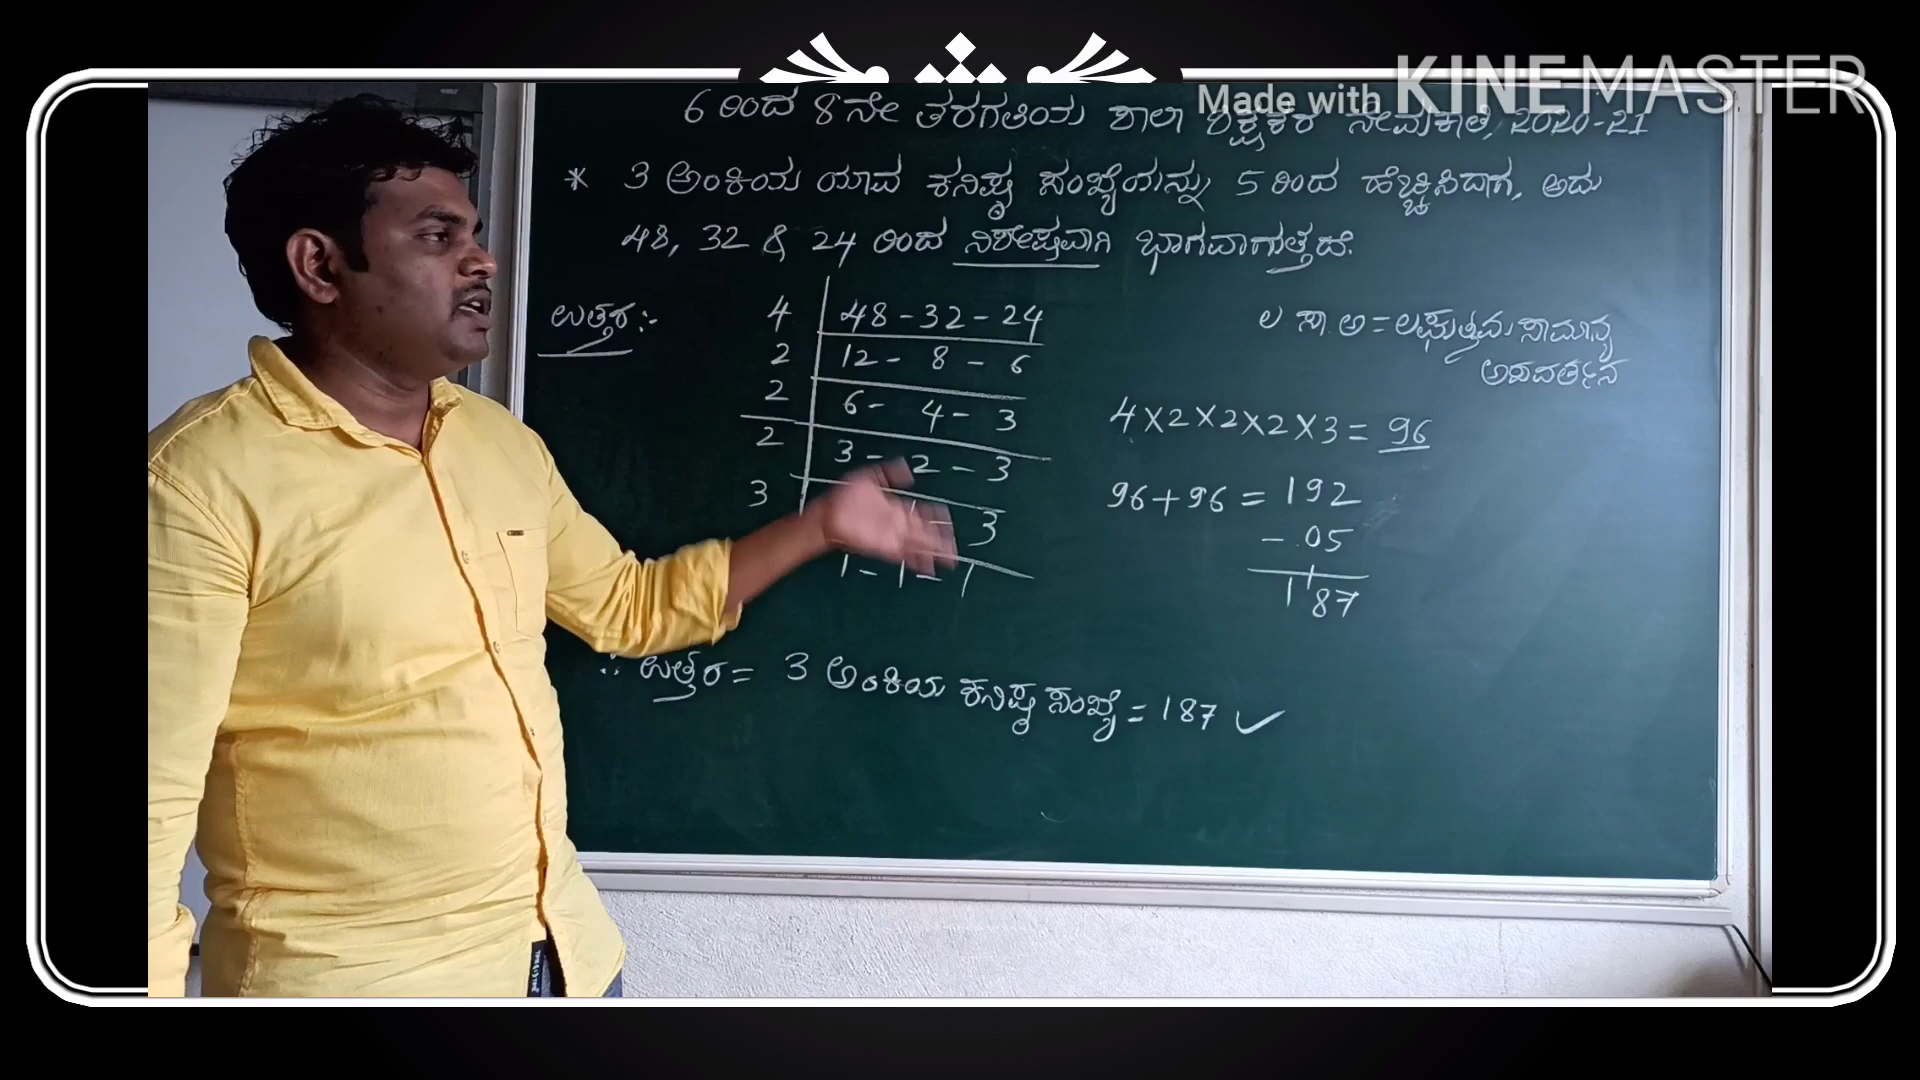 Made with KINEMASTER
6 ರಿಂದ 8ನೇ ತರಗತಿಯ ಶಾಲಾ ಶಿಕ್ಷಕರ ನೇಮಕಾತಿ, 2020-21
* 3 ಅಂಕಿಯ ಯಾವ ಕನಿಷ್ಠ ಸಂಖ್ಯೆಯನ್ನು 5 ರಿಂದ ಹೆಚ್ಚಿಸಿದಾಗ, ಅದು
48, 32 & 24 ರಿಂದ ನಿಶೇಷವಾಗಿ ಭಾಗವಾಗುತ್ತದೆ.
ಉತ್ತರ:-
4 48 - 32 - 24
2 12 - 8 - 6
2 6 - 4 - 3
2 3 - 2 - 3
3 1 - 3
1 - 1 - 1
ಲ ಸಾ ಅ = ಲಘುತ್ತಮ ಸಾಮಾನ್ಯ
ಅಪವರ್ತನ
4 X 2 X 2 X 2 X 3 = 96
96 + 96 = 192
- 05
187
∴ ಉತ್ತರ = 3 ಅಂಕಿಯ ಕನಿಷ್ಠ ಸಂಖ್ಯೆ = 187 ✓